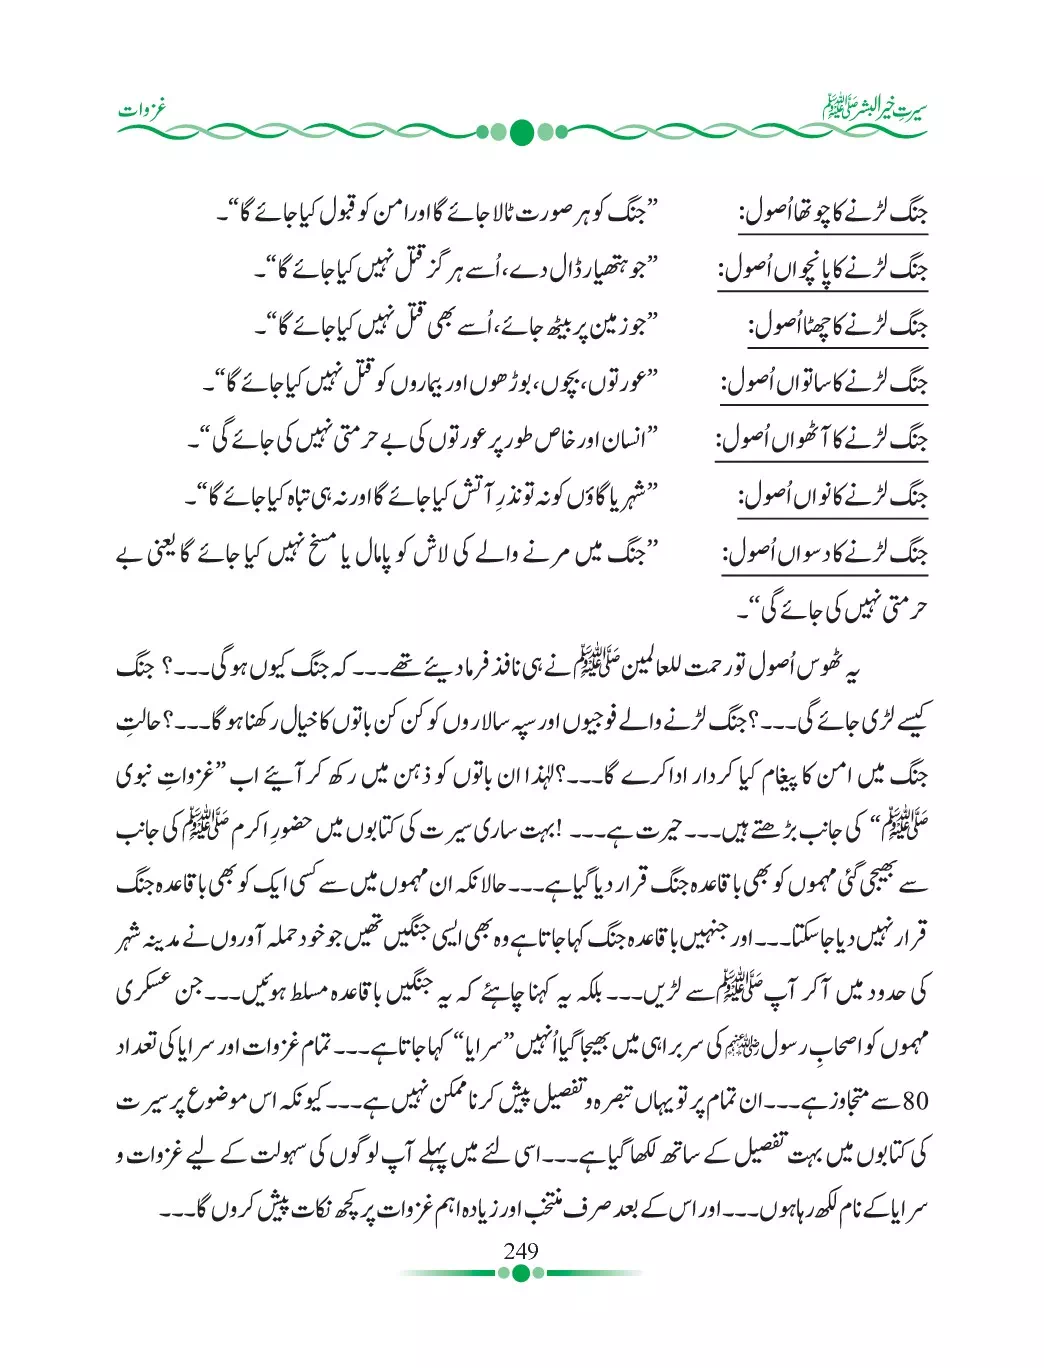 سیرتِ خیرالبشر ﷺ
غزوات
جنگ لڑنے کا چوتھا اُصول: ”جنگ کو ہر صورت ٹالا جائے گا اور امن کو قبول کیا جائے گا“۔
جنگ لڑنے کا پانچواں اُصول: ”جو ہتھیار ڈال دے، اُسے ہرگز قتل نہیں کیا جائے گا“۔
جنگ لڑنے کا چھٹا اُصول: ”جو زمین پر بیٹھ جائے، اُسے بھی قتل نہیں کیا جائے گا“۔
جنگ لڑنے کا ساتواں اُصول: ”عورتوں، بچوں، بوڑھوں اور بیماروں کو قتل نہیں کیا جائے گا“۔
جنگ لڑنے کا آٹھواں اُصول: ”انسان اور خاص طور پر عورتوں کی بے حرمتی نہیں کی جائے گی“۔
جنگ لڑنے کا نواں اُصول: ”شہر یا گاؤں کو نہ تو نذرِ آتش کیا جائے گا اور نہ ہی تباہ کیا جائے گا“۔
جنگ لڑنے کا دسواں اُصول: ”جنگ میں مرنے والے کی لاش کو پامال یا مسخ نہیں کیا جائے گا یعنی بے
حرمتی نہیں کی جائے گی“۔
یہ ٹھوس اُصول تو رحمت للعالمین ﷺ نے ہی نافذ فرما دیئے تھے۔۔۔ کہ جنگ کیوں ہو گی۔۔۔؟ جنگ
کیسے لڑی جائے گی۔۔۔؟ جنگ لڑنے والے فوجیوں اور سپہ سالاروں کو کن کن باتوں کا خیال رکھنا ہو گا۔۔۔؟ حالتِ
جنگ میں امن کا پیغام کیا کردار ادا کرے گا۔۔۔؟ لہٰذا ان باتوں کو ذہن میں رکھ کر آیئے اب ”غزواتِ نبوی
ﷺ“ کی جانب بڑھتے ہیں۔۔۔ حیرت ہے۔۔۔! بہت ساری سیرت کی کتابوں میں حضورِ اکرم ﷺ کی جانب
سے بھیجی گئی مہموں کو بھی باقاعدہ جنگ قرار دیا گیا ہے۔۔۔ حالانکہ ان مہموں میں سے کسی ایک کو بھی باقاعدہ جنگ
قرار نہیں دیا جا سکتا۔۔۔ اور جنہیں باقاعدہ جنگ کہا جاتا ہے وہ بھی ایسی جنگیں تھیں جو خود حملہ آوروں نے مدینہ شہر
کی حدود میں آ کر آپ ﷺ سے لڑیں۔۔۔ بلکہ یہ کہنا چاہئے کہ یہ جنگیں باقاعدہ مسلط ہوئیں۔۔۔ جن عسکری
مہموں کو اصحابِ رسول رضی اللہ عنہم کی سربراہی میں بھیجا گیا اُنہیں ”سرایا“ کہا جاتا ہے۔۔۔ تمام غزوات اور سرایا کی تعداد
80 سے متجاوز ہے۔۔۔ ان تمام پر تو یہاں تبصرہ و تفصیل پیش کرنا ممکن نہیں ہے۔۔۔ کیونکہ اس موضوع پر سیرت
کی کتابوں میں بہت تفصیل کے ساتھ لکھا گیا ہے۔۔۔ اسی لئے میں پہلے آپ لوگوں کی سہولت کے لیے غزوات و
سرایا کے نام لکھ رہا ہوں۔۔۔ اور اس کے بعد صرف منتخب اور زیادہ اہم غزوات پر کچھ نکات پیش کروں گا۔۔۔
249